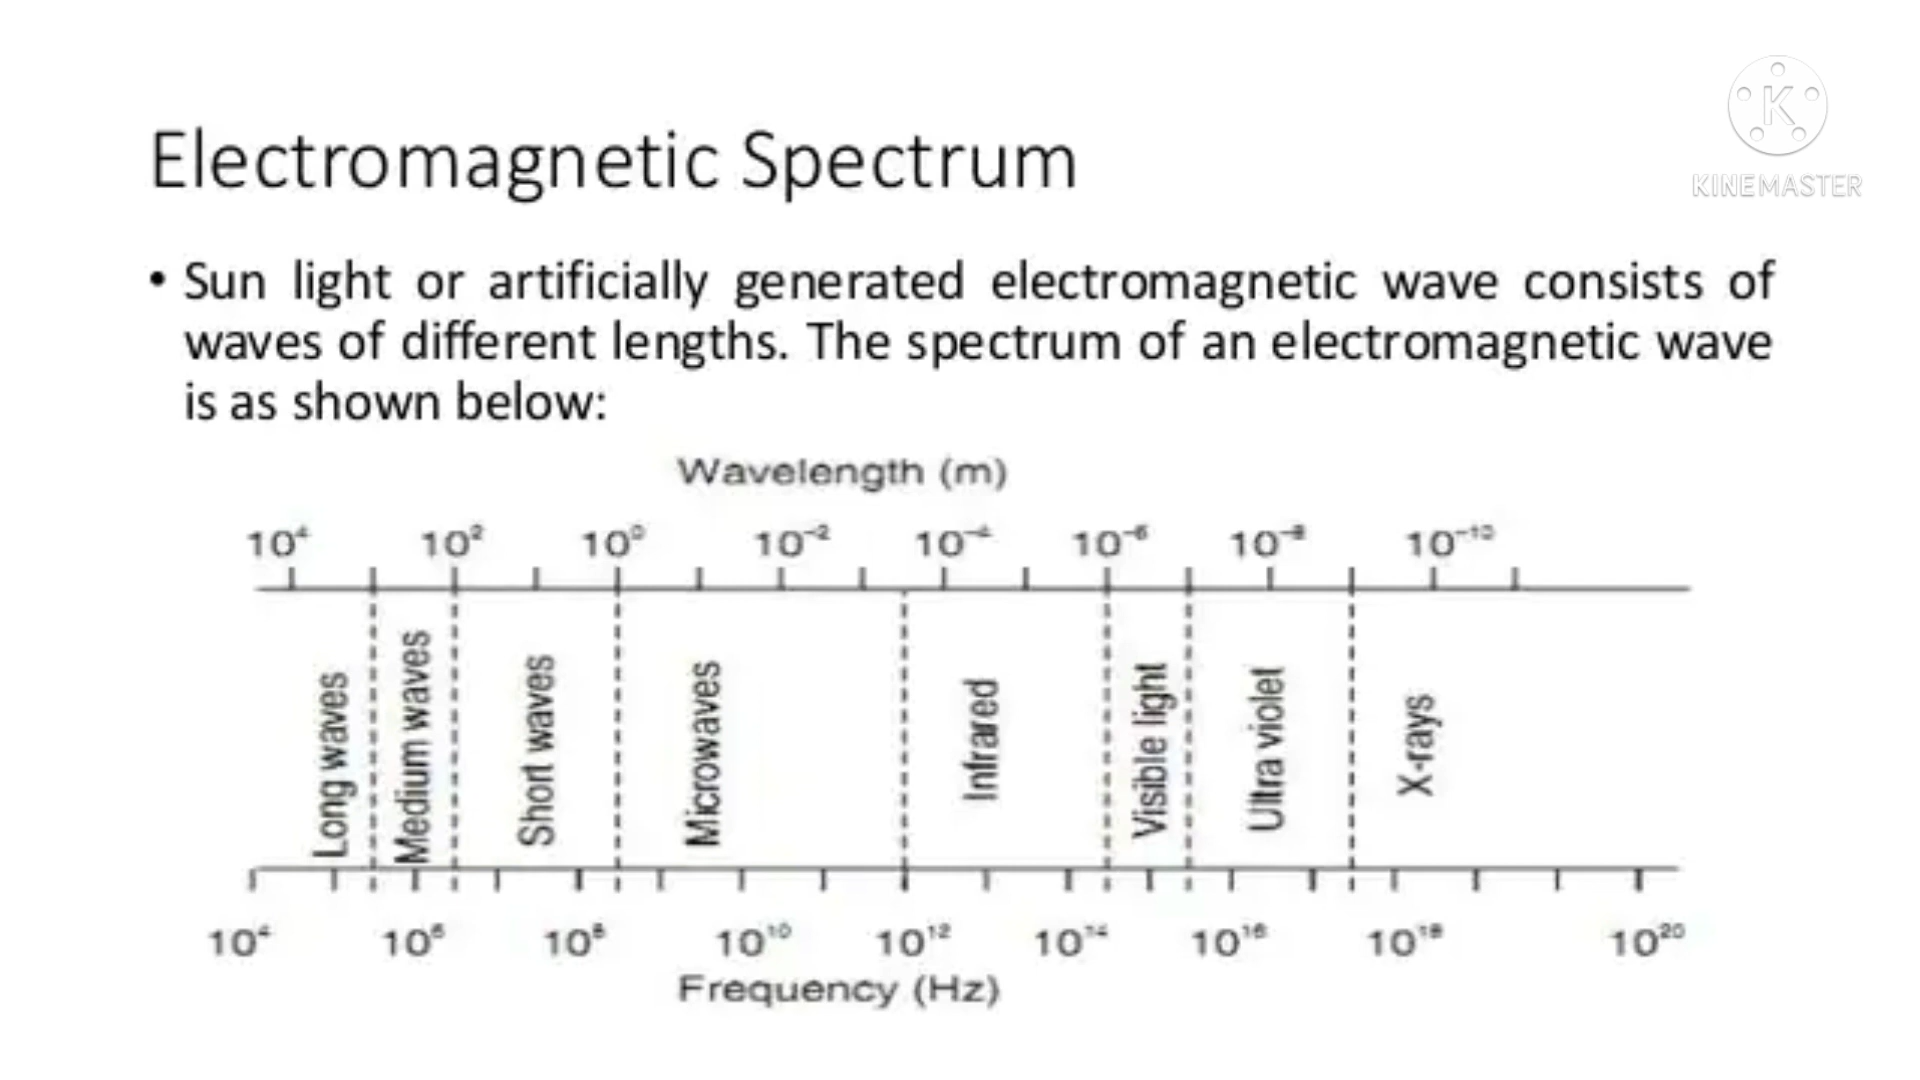 KINEMASTER
Electromagnetic Spectrum
• Sun light or artificially generated electromagnetic wave consists of
waves of different lengths. The spectrum of an electromagnetic wave
is as shown below:
Wavelength (m)
10⁴ 10² 10⁰ 10⁻² 10⁻⁴ 10⁻⁶ 10⁻⁸ 10⁻¹⁰
Long waves
Medium waves
Short waves
Microwaves
Infrared
Visible light
Ultra violet
X-rays
10⁴ 10⁶ 10⁸ 10¹⁰ 10¹² 10¹⁴ 10¹⁶ 10¹⁸ 10²⁰
Frequency (Hz)